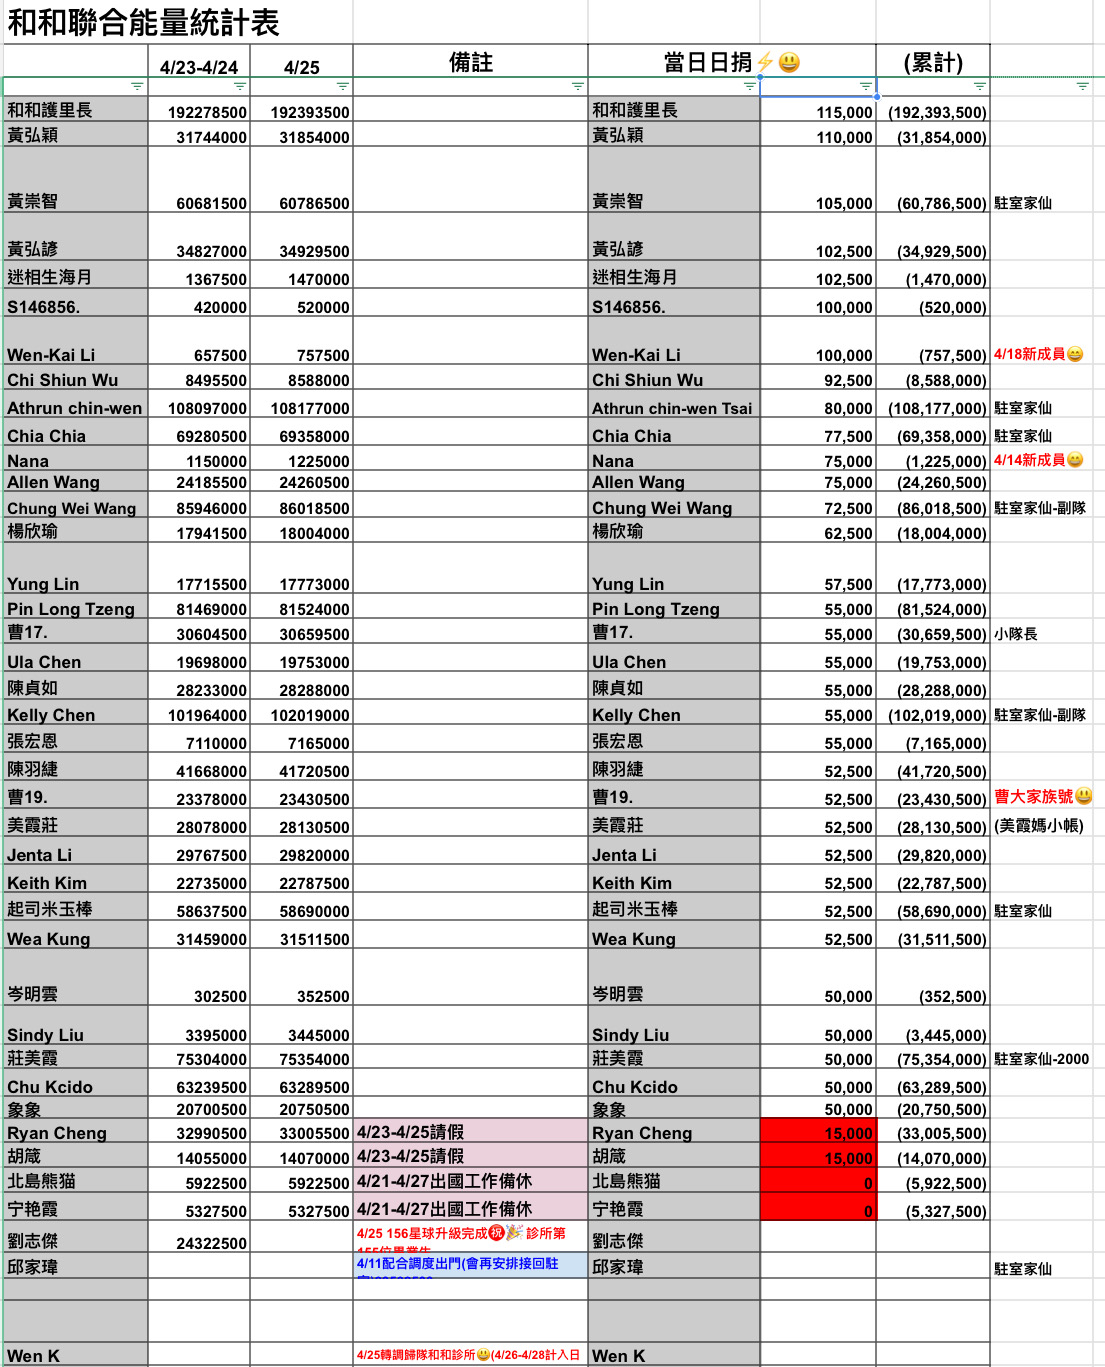 和和聯合能量統計表
4/23-4/24 4/25 備註 當日日捐⚡😃 (累計)
和和護里長 192278500 192393500 和和護里長 115,000 (192,393,500)
黃弘穎 31744000 31854000 黃弘穎 110,000 (31,854,000)
黃崇智 60681500 60786500 黃崇智 105,000 (60,786,500) 駐室家仙
黃弘諺 34827000 34929500 黃弘諺 102,500 (34,929,500)
迷相生海月 1367500 1470000 迷相生海月 102,500 (1,470,000)
S146856. 420000 520000 S146856. 100,000 (520,000)
Wen-Kai Li 657500 757500 Wen-Kai Li 100,000 (757,500) 4/18新成員😄
Chi Shiun Wu 8495500 8588000 Chi Shiun Wu 92,500 (8,588,000)
Athrun chin-wen 108097000 108177000 Athrun chin-wen Tsai 80,000 (108,177,000) 駐室家仙
Chia Chia 69280500 69358000 Chia Chia 77,500 (69,358,000) 駐室家仙
Nana 1150000 1225000 Nana 75,000 (1,225,000) 4/14新成員😄
Allen Wang 24185500 24260500 Allen Wang 75,000 (24,260,500)
Chung Wei Wang 85946000 86018500 Chung Wei Wang 72,500 (86,018,500) 駐室家仙-副隊
楊欣瑜 17941500 18004000 楊欣瑜 62,500 (18,004,000)
Yung Lin 17715500 17773000 Yung Lin 57,500 (17,773,000)
Pin Long Tzeng 81469000 81524000 Pin Long Tzeng 55,000 (81,524,000)
曹17. 30604500 30659500 曹17. 55,000 (30,659,500) 小隊長
Ula Chen 19698000 19753000 Ula Chen 55,000 (19,753,000)
陳貞如 28233000 28288000 陳貞如 55,000 (28,288,000)
Kelly Chen 101964000 102019000 Kelly Chen 55,000 (102,019,000) 駐室家仙-副隊
張宏恩 7110000 7165000 張宏恩 55,000 (7,165,000)
陳羽緁 41668000 41720500 陳羽緁 52,500 (41,720,500)
曹19. 23378000 23430500 曹19. 52,500 (23,430,500) 曹大家族號😃
美霞莊 28078000 28130500 美霞莊 52,500 (28,130,500) (美霞媽小帳)
Jenta Li 29767500 29820000 Jenta Li 52,500 (29,820,000)
Keith Kim 22735000 22787500 Keith Kim 52,500 (22,787,500)
起司米玉棒 58637500 58690000 起司米玉棒 52,500 (58,690,000) 駐室家仙
Wea Kung 31459000 31511500 Wea Kung 52,500 (31,511,500)
岑明雲 302500 352500 岑明雲 50,000 (352,500)
Sindy Liu 3395000 3445000 Sindy Liu 50,000 (3,445,000)
莊美霞 75304000 75354000 莊美霞 50,000 (75,354,000) 駐室家仙-2000
Chu Kcido 63239500 63289500 Chu Kcido 50,000 (63,289,500)
象象 20700500 20750500 象象 50,000 (20,750,500)
Ryan Cheng 32990500 33005500 4/23-4/25請假 Ryan Cheng 15,000 (33,005,500)
胡箴 14055000 14070000 4/23-4/25請假 胡箴 15,000 (14,070,000)
北島熊猫 5922500 5922500 4/21-4/27出國工作備休 北島熊猫 0 (5,922,500)
宁艳霞 5327500 5327500 4/21-4/27出國工作備休 宁艳霞 0 (5,327,500)
劉志傑 24322500 4/25 156星球升級完成㊗️🎉 診所第 劉志傑
邱家瑋 4/11配合調度出門(會再安排接回駐 邱家瑋 駐室家仙
Wen K 4/25轉調歸隊和和診所😃(4/26-4/28計入日 Wen K